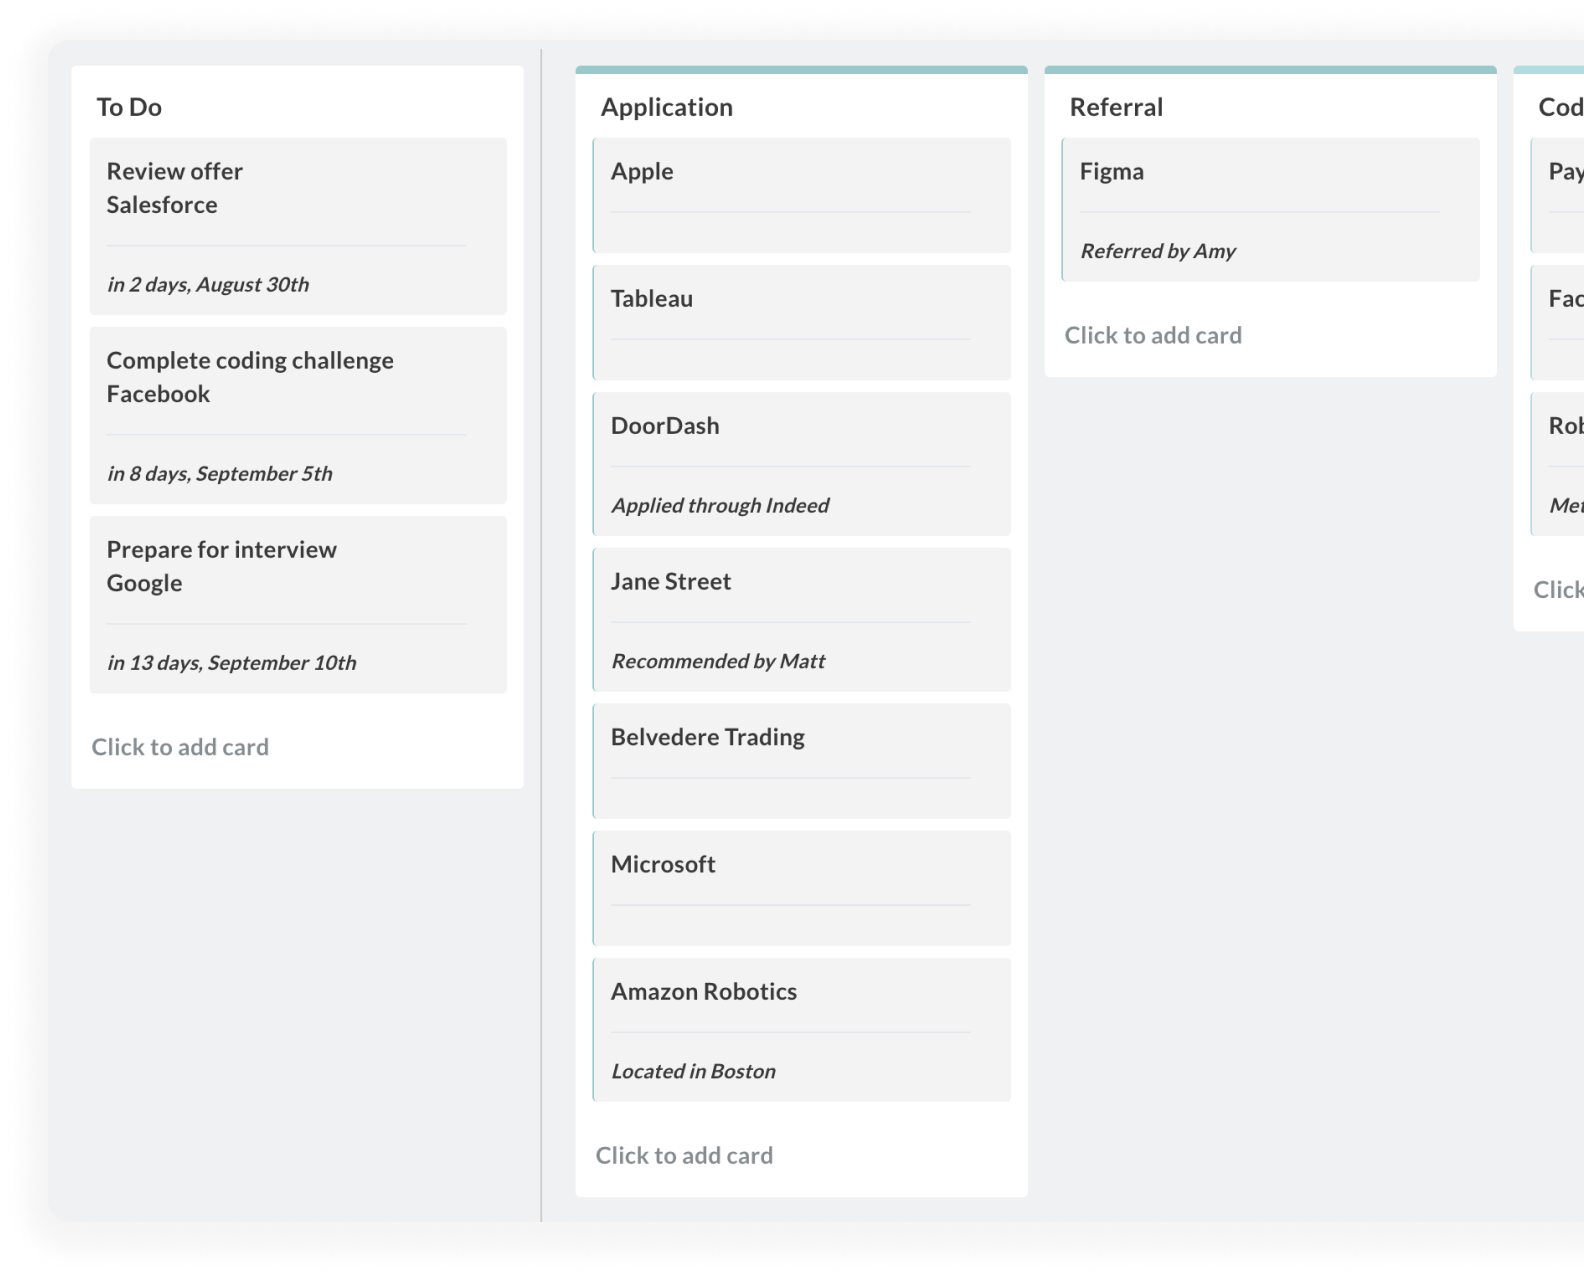 To Do
Review offer
Salesforce
in 2 days, August 30th
Complete coding challenge
Facebook
in 8 days, September 5th
Prepare for interview
Google
in 13 days, September 10th
Click to add card
Application
Apple
Tableau
DoorDash
Applied through Indeed
Jane Street
Recommended by Matt
Belvedere Trading
Microsoft
Amazon Robotics
Located in Boston
Click to add card
Referral
Figma
Referred by Amy
Click to add card
Cod
Pay
Fac
Rob
Met
Click